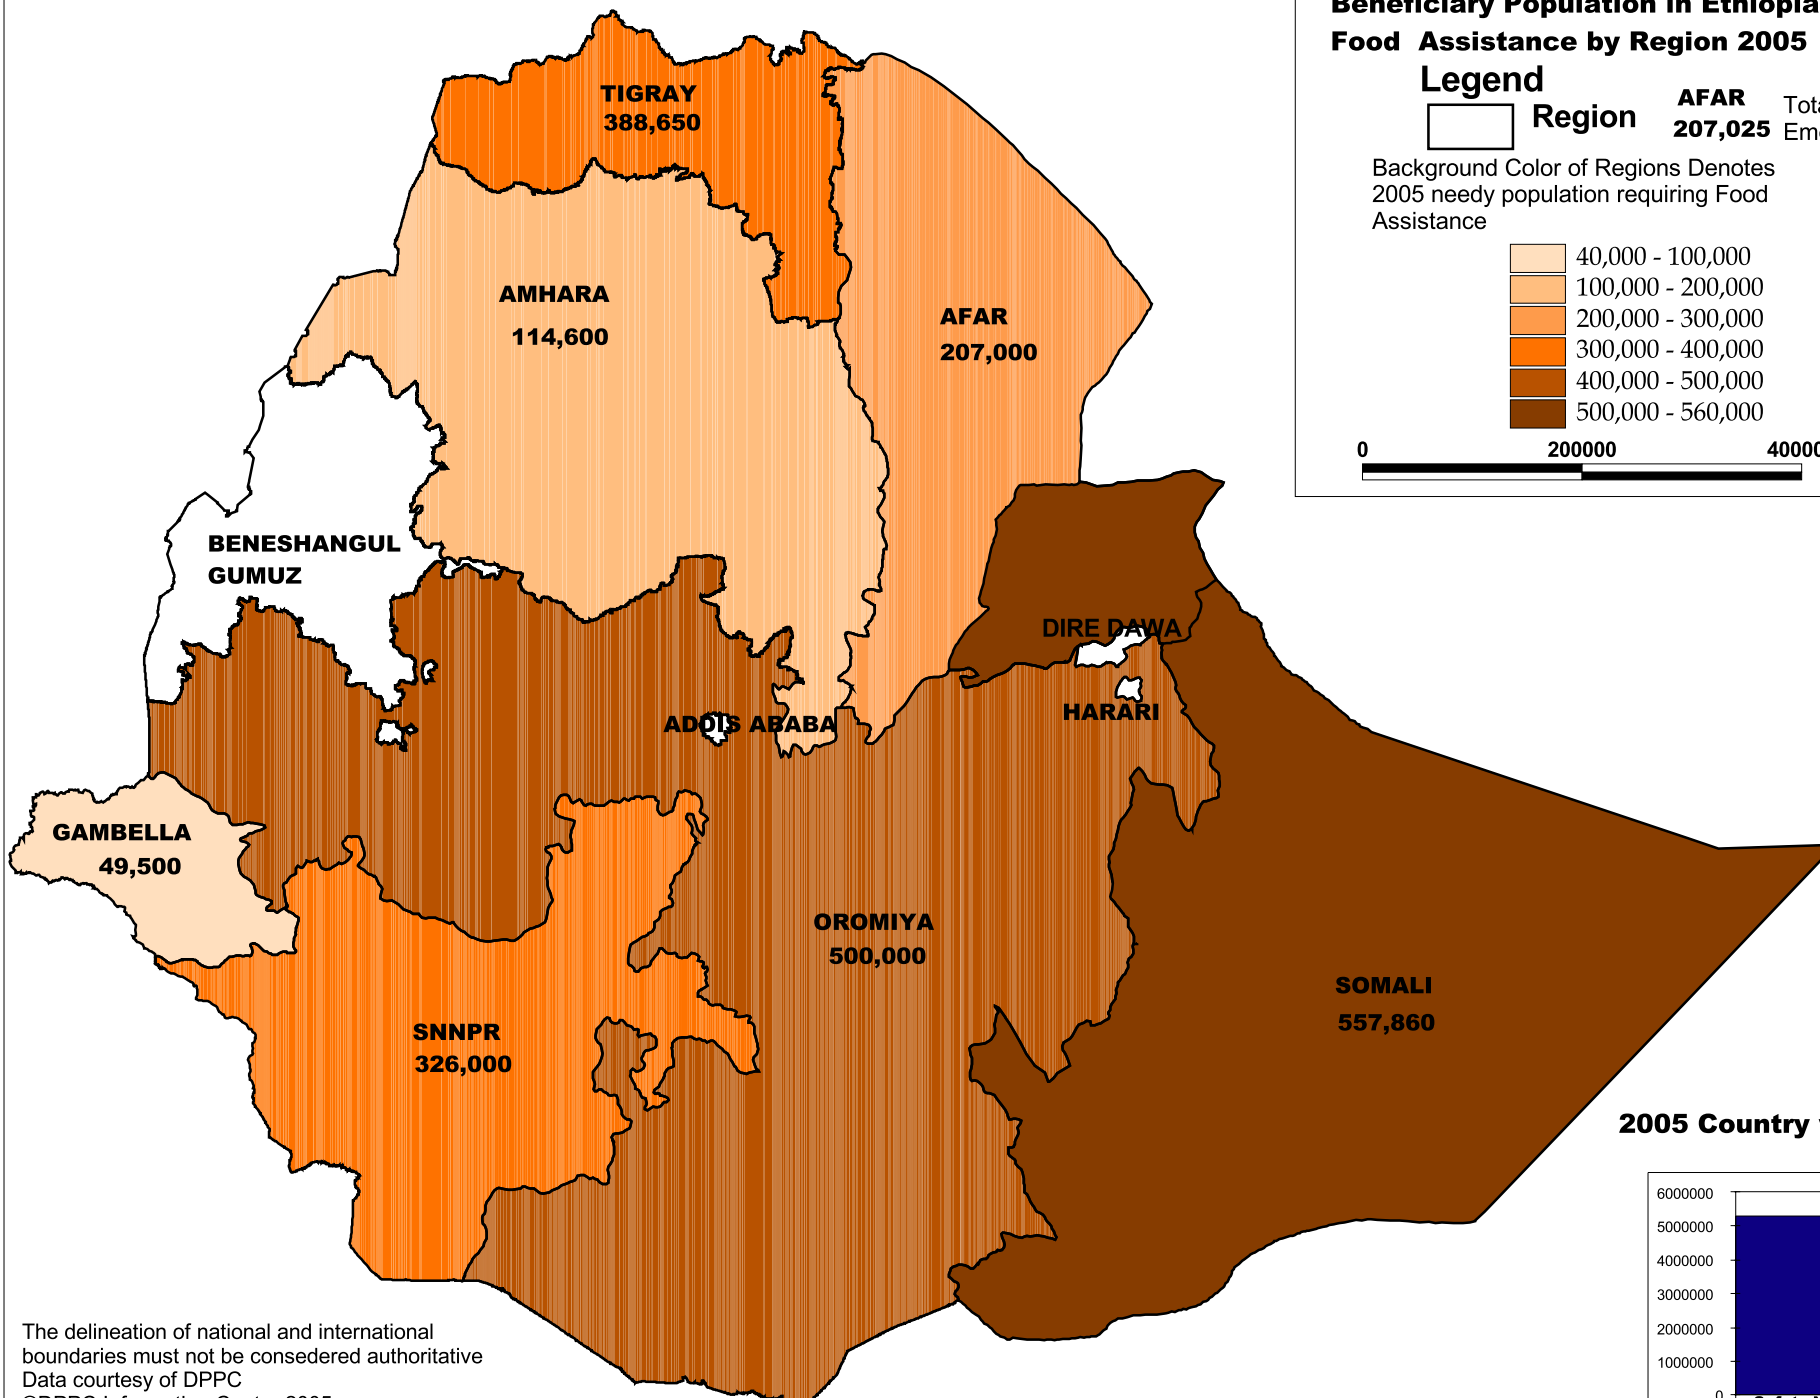 Beneficiary Population in Ethiopia
Food Assistance by Region 2005
Legend
Region
AFAR
207,025
Background Color of Regions Denotes
2005 needy population requiring Food
Assistance
40,000 - 100,000
100,000 - 200,000
200,000 - 300,000
300,000 - 400,000
400,000 - 500,000
500,000 - 560,000
0 200000
TIGRAY
388,650
AMHARA
114,600
AFAR
207,000
BENESHANGUL
GUMUZ
DIRE DAWA
HARARI
ADDIS ABABA
GAMBELLA
49,500
OROMIYA
500,000
SOMALI
557,860
SNNPR
326,000
2005 Country
6000000
5000000
4000000
3000000
2000000
1000000
0
The delineation of national and international
boundaries must not be consedered authoritative
Data courtesy of DPPC
©DPPC Information Center 2005